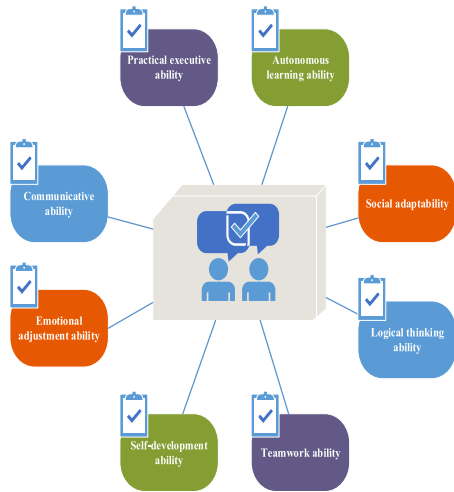 Practical executive
ability
Autonomous
learning ability
Communicative
ability
Social adaptability
Emotional
adjustment ability
Logical thinking
ability
Self-development
ability
Teamwork ability